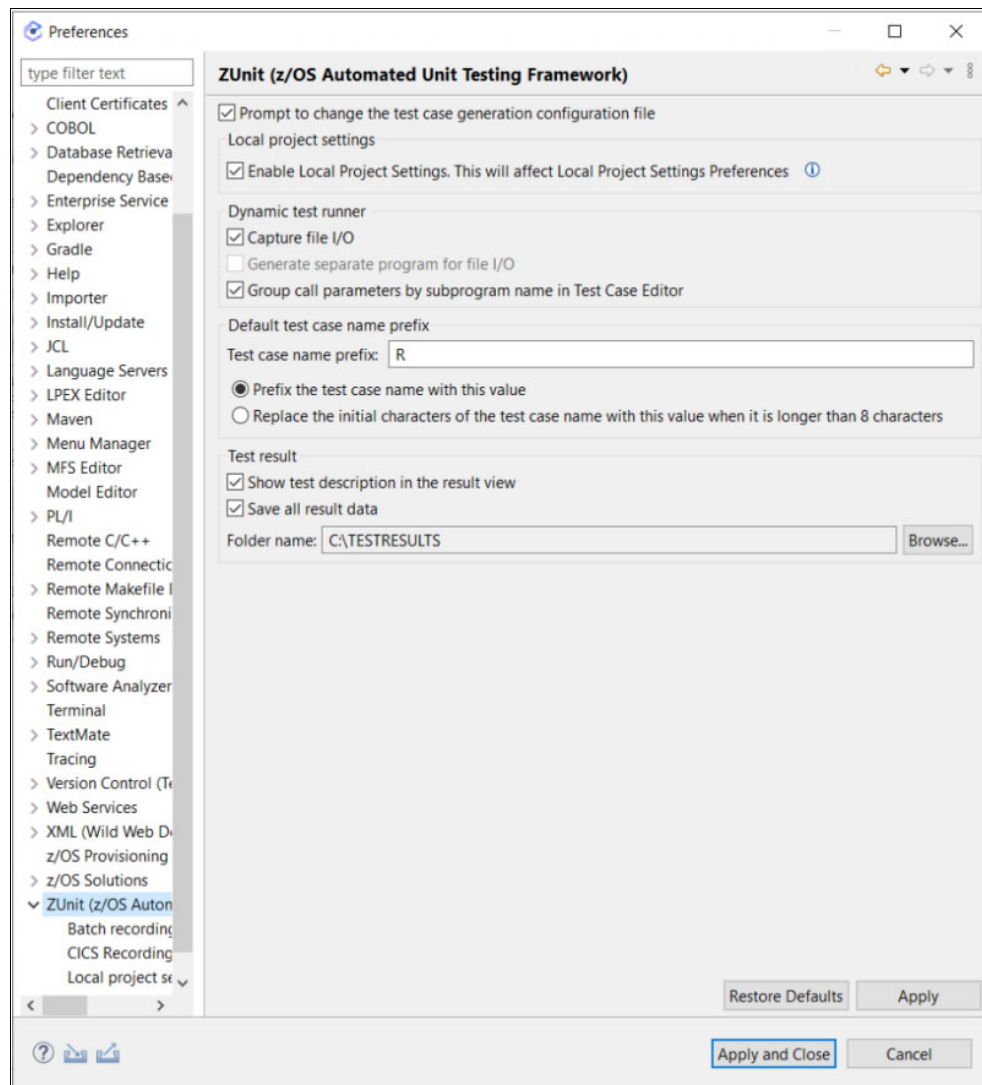 Preferences
type filter text
Client Certificates
COBOL
Database Retrieva
Dependency Base
Enterprise Service
Explorer
Gradle
Help
Importer
Install/Update
JCL
Language Servers
LPEX Editor
Maven
Menu Manager
MFS Editor
Model Editor
PL/I
Remote C/C++
Remote Connectic
Remote Makefile
Remote Synchroni
Remote Systems
Run/Debug
Software Analyzer
Terminal
TextMate
Tracing
Version Control (Te
Web Services
XML (Wild Web D
z/OS Provisioning
z/OS Solutions
ZUnit (z/OS Auton
Batch recording
CICS Recording
Local project se
ZUnit (z/OS Automated Unit Testing Framework)
Prompt to change the test case generation configuration file
Local project settings
Enable Local Project Settings. This will affect Local Project Settings Preferences
Dynamic test runner
Capture file I/O
Generate separate program for file I/O
Group call parameters by subprogram name in Test Case Editor
Default test case name prefix
Test case name prefix: R
Prefix the test case name with this value
Replace the initial characters of the test case name with this value when it is longer than 8 characters
Test result
Show test description in the result view
Save all result data
Folder name: C:\TESTRESULTS Browse...
Restore Defaults Apply
Apply and Close Cancel